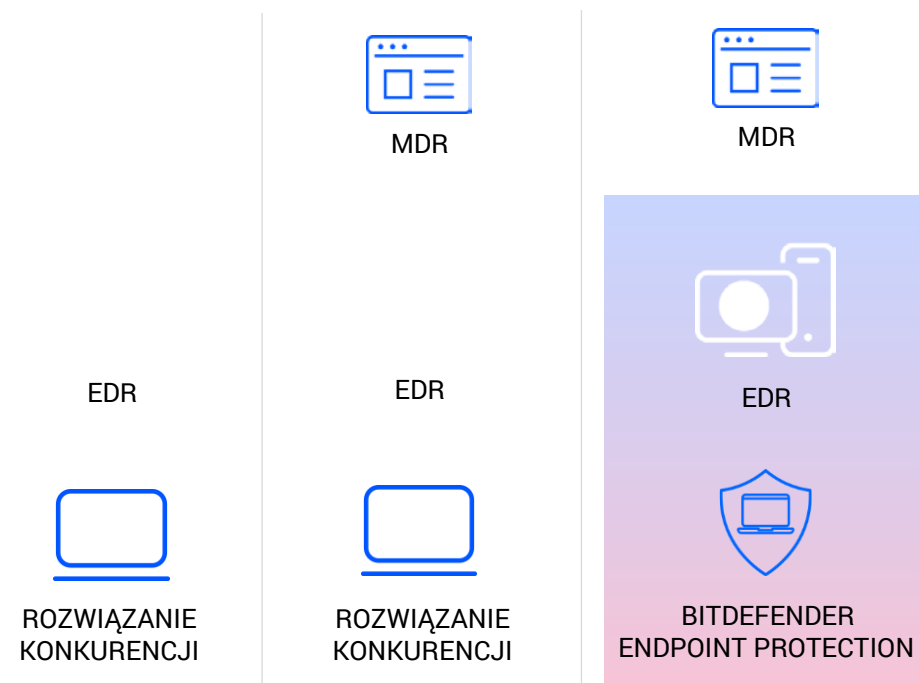 EDR
ROZWIĄZANIE
KONKURENCJI
MDR
EDR
ROZWIĄZANIE
KONKURENCJI
MDR
EDR
BITDEFENDER
ENDPOINT PROTECTION